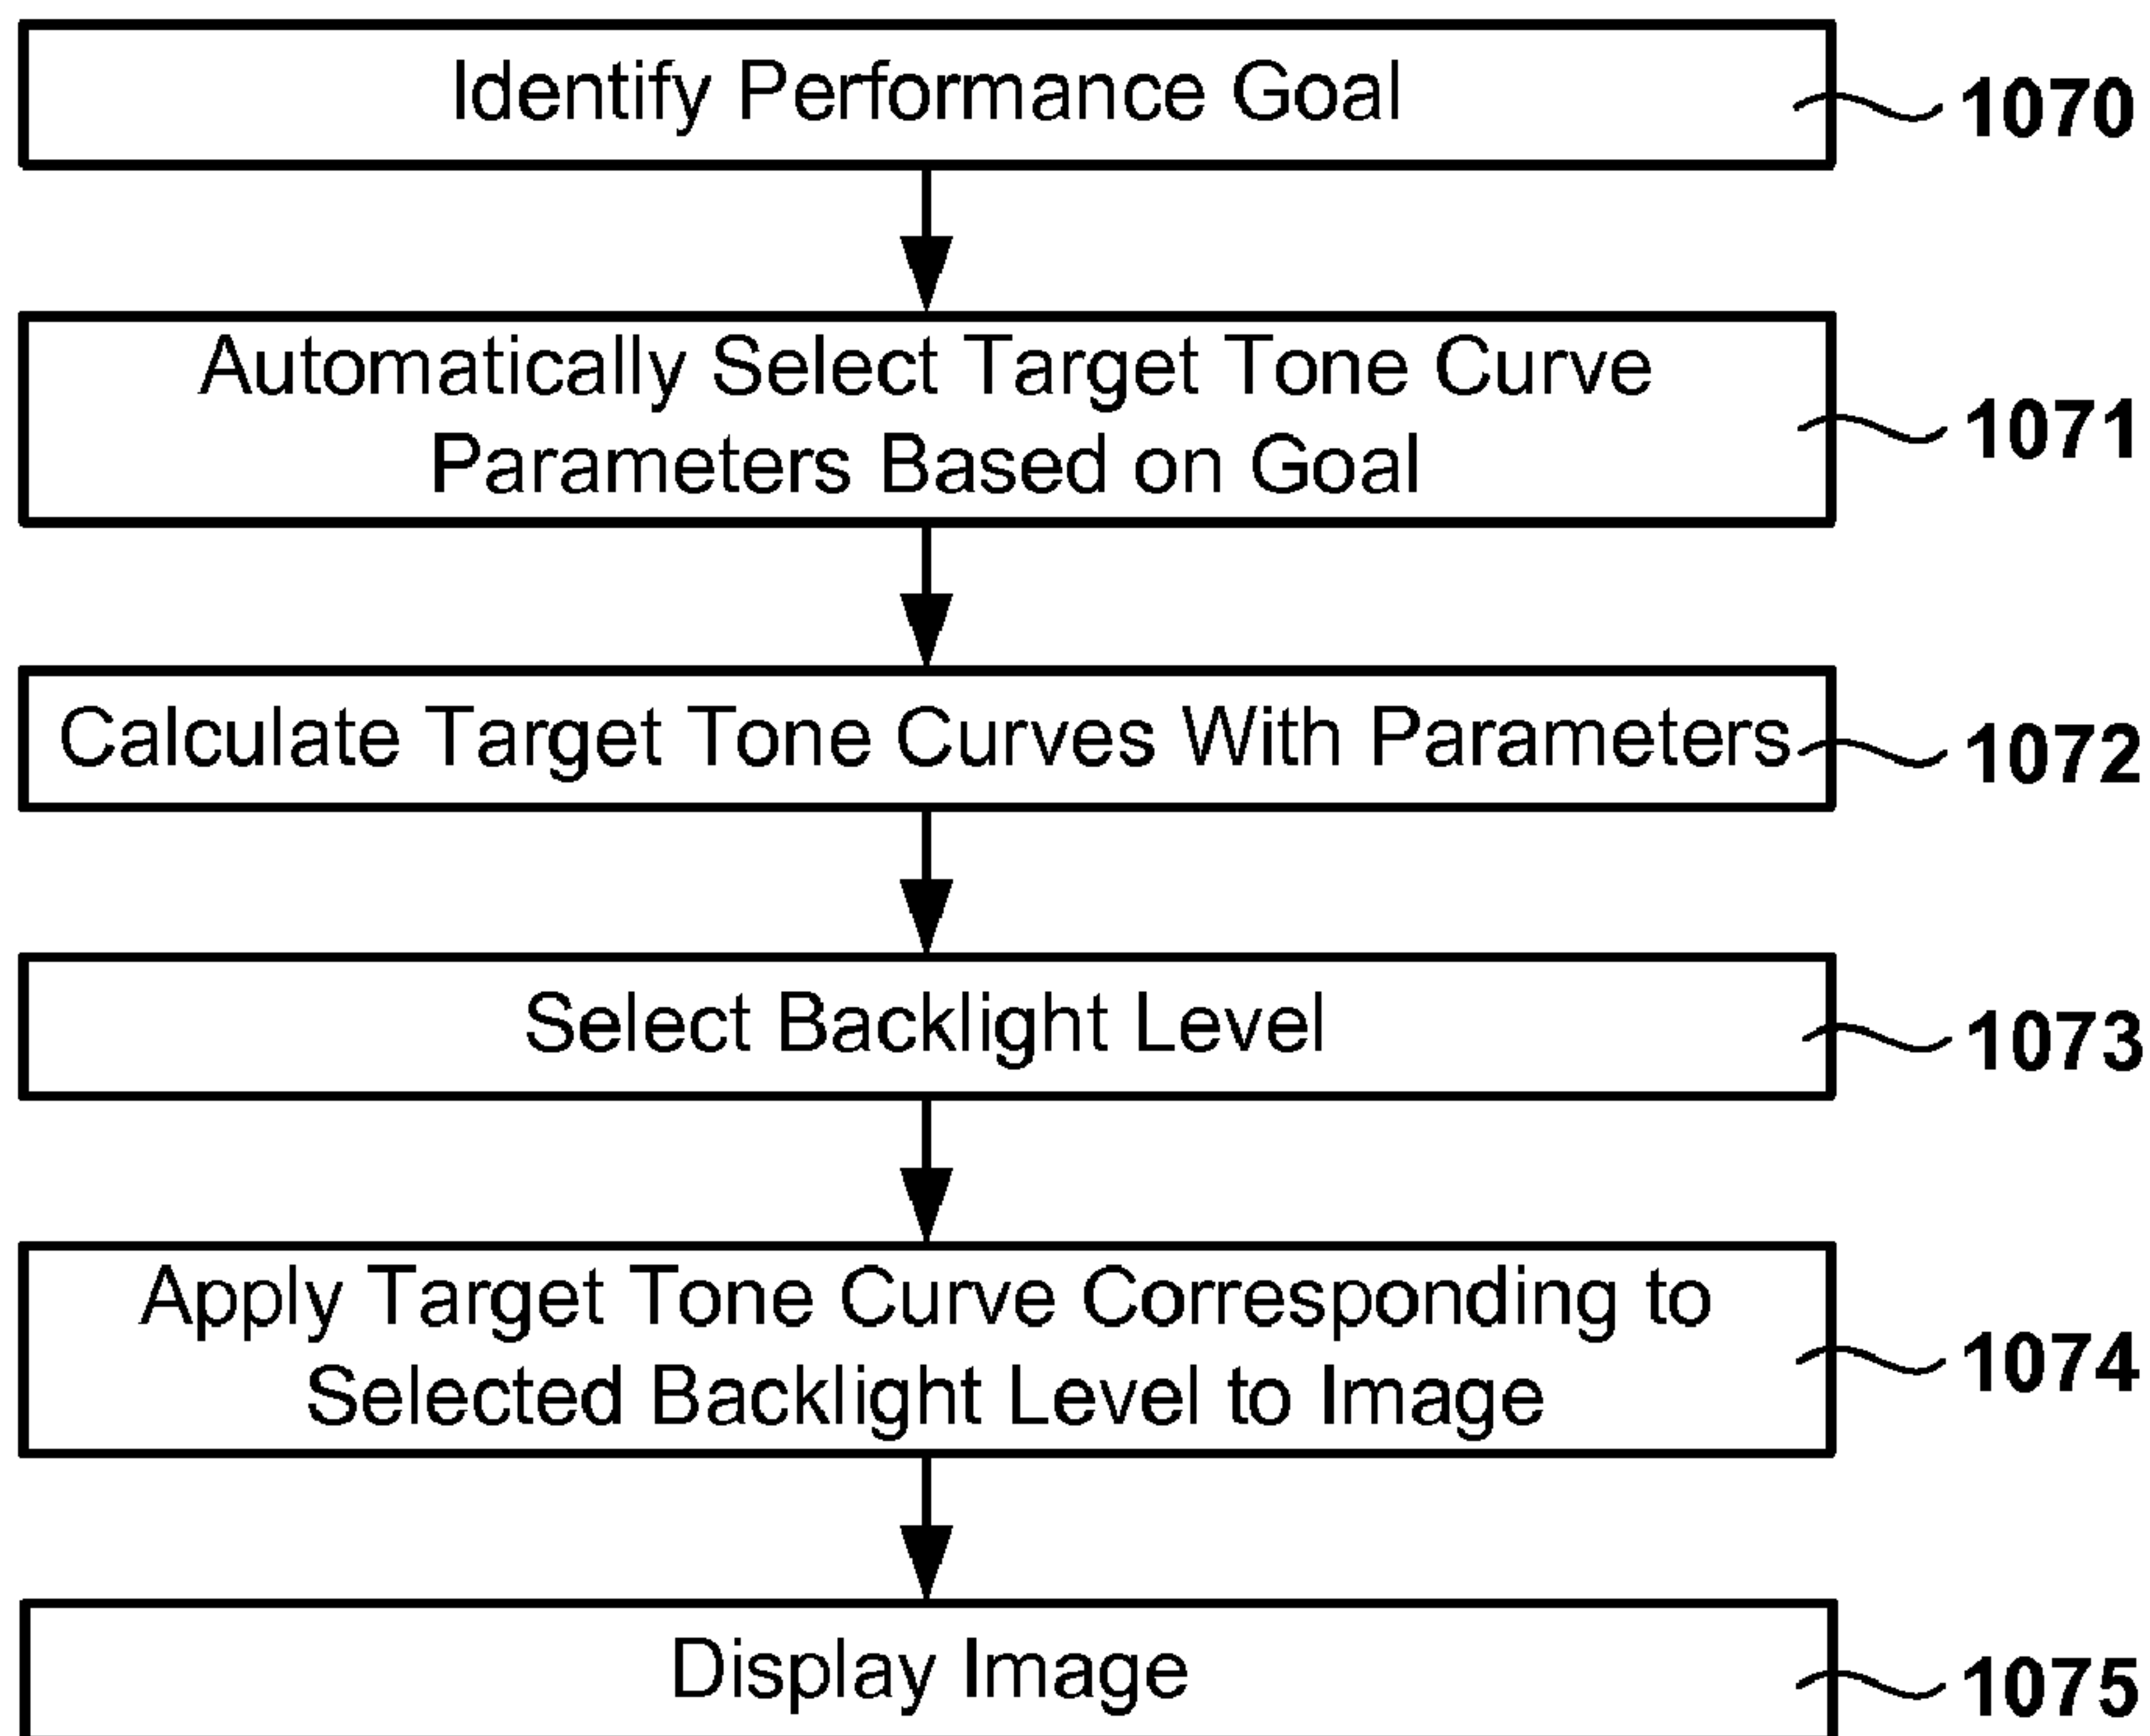 Identify Performance Goal
1070
Automatically Select Target Tone Curve
Parameters Based on Goal
1071
Calculate Target Tone Curves With Parameters
1072
Select Backlight Level
1073
Apply Target Tone Curve Corresponding to
Selected Backlight Level to Image
1074
Display Image
1075